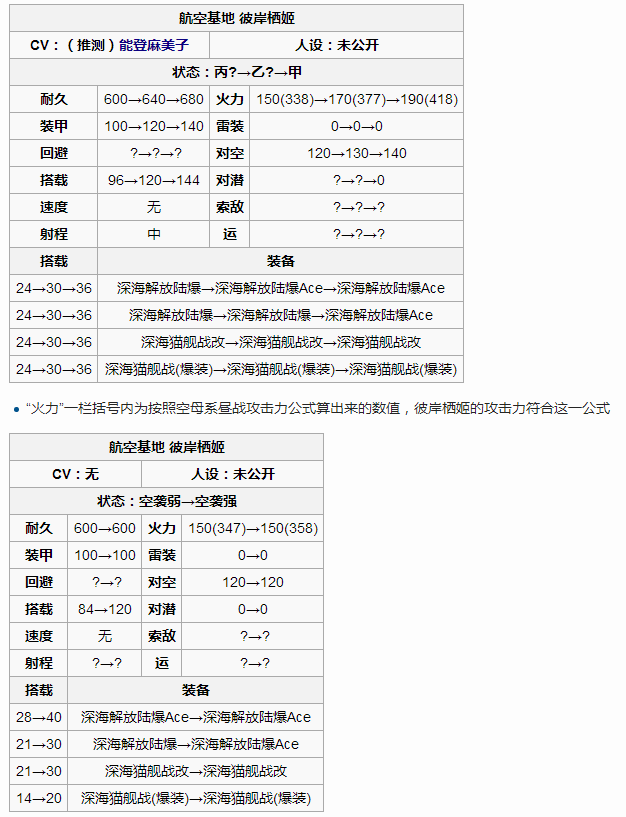 航空基地 彼岸栖姬
CV：（推测）能登麻美子 人设：未公开
状态：丙?→乙?→甲
耐久 600→640→680 火力 150(338)→170(377)→190(418)
装甲 100→120→140 雷装 0→0→0
回避 ?→?→? 对空 120→130→140
搭载 96→120→144 对潜 ?→?→0
速度 无 索敌 ?→?→?
射程 中 运 ?→?→?
搭载 装备
24→30→36 深海解放陆爆→深海解放陆爆Ace→深海解放陆爆Ace
24→30→36 深海解放陆爆→深海解放陆爆→深海解放陆爆Ace
24→30→36 深海猫舰战改→深海猫舰战改→深海猫舰战改
24→30→36 深海猫舰战(爆装)→深海猫舰战(爆装)→深海猫舰战(爆装)
• “火力”一栏括号内为按照空母系昼战攻击力公式算出来的数值，彼岸栖姬的攻击力符合这一公式
航空基地 彼岸栖姬
CV：无 人设：未公开
状态：空袭弱→空袭强
耐久 600→600 火力 150(347)→150(358)
装甲 100→100 雷装 0→0
回避 ?→? 对空 120→120
搭载 84→120 对潜 0→0
速度 无 索敌 ?→?
射程 ?→? 运 ?→?
搭载 装备
28→40 深海解放陆爆Ace→深海解放陆爆Ace
21→30 深海解放陆爆→深海解放陆爆Ace
21→30 深海猫舰战改→深海猫舰战改
14→20 深海猫舰战(爆装)→深海猫舰战(爆装)